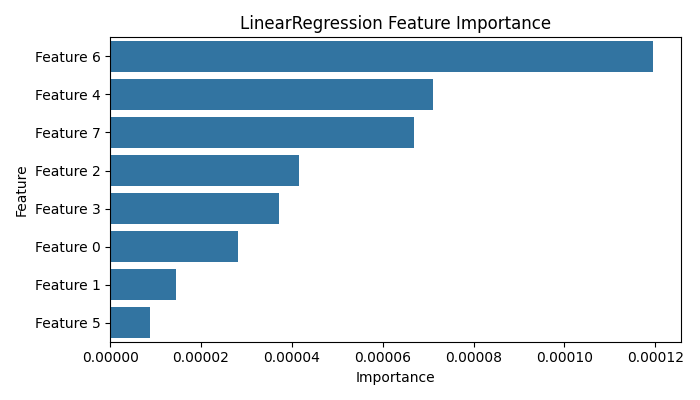 LinearRegression Feature Importance
Feature 6
Feature 4
Feature 7
Feature 2
Feature 3
Feature 0
Feature 1
Feature 5
Feature
0.00000 0.00002 0.00004 0.00006 0.00008 0.00010 0.00012
Importance